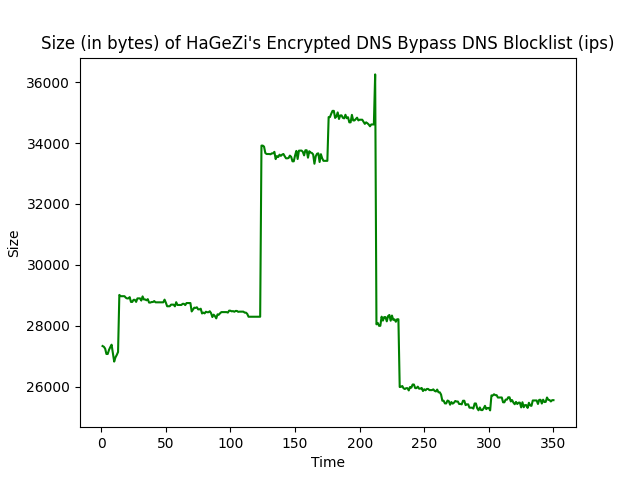 Size (in bytes) of HaGeZi's Encrypted DNS Bypass DNS Blocklist (ips)
36000
34000
32000
30000
28000
26000
Size
0 50 100 150 200 250 300 350
Time